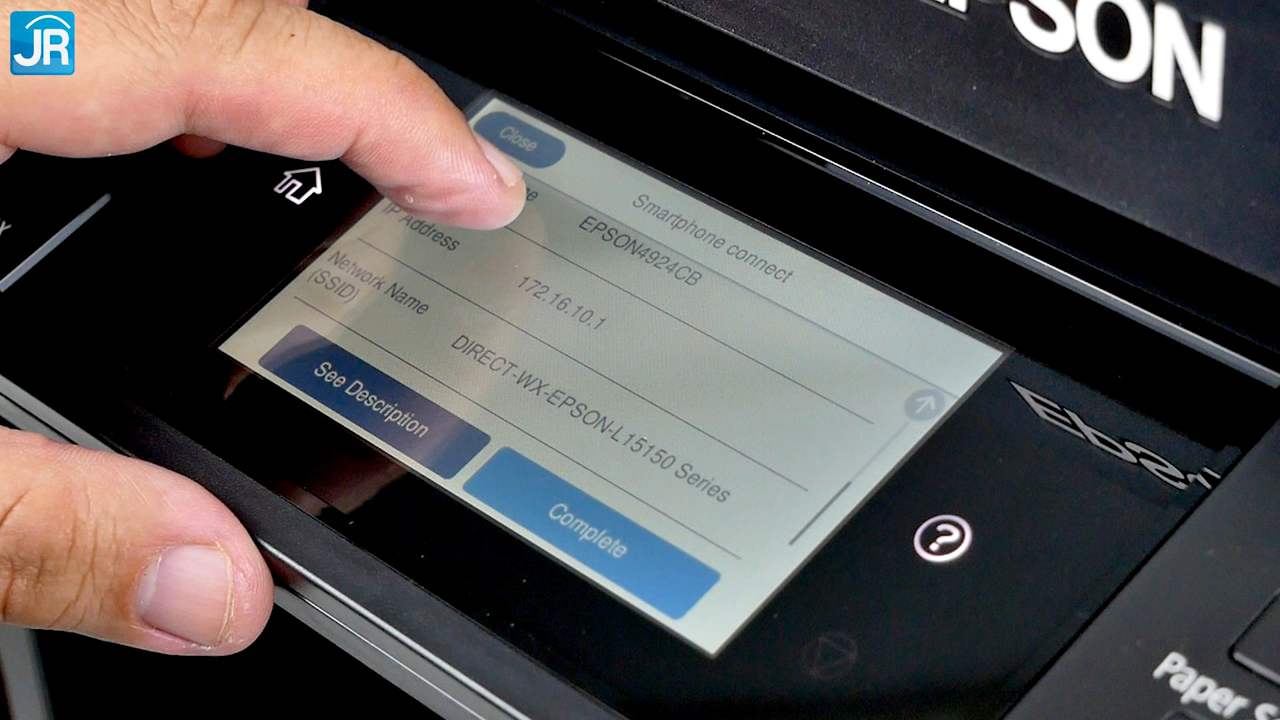 JR
EPSON
Close
Smartphone connect
EPSON4924CB
IP Address
172.16.10.1
Network Name
(SSID)
DIRECT-WX-EPSON-L15150 Series
See Description
Complete
?
Paper S